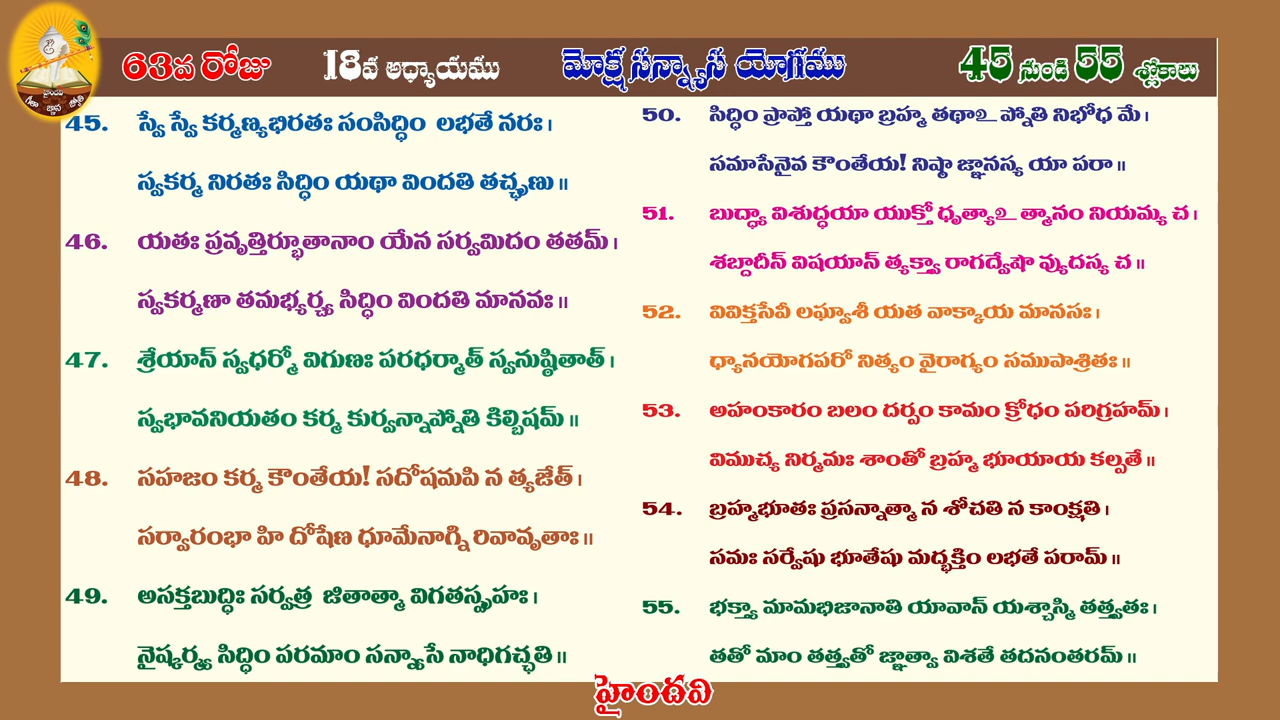 63వ రోజు 18వ అధ్యాయము మోక్షసన్న్యాస యోగము 45 నుండి 55 శ్లోకాలు
హైందవి
గీతా జ్ఞాన జ్యోతి
45. స్వే స్వే కర్మణ్యభిరతః సంసిద్ధిం లభతే నరః।
స్వకర్మ నిరతః సిద్ధిం యథా విందతి తచ్ఛృణు॥
46. యతః ప్రవృత్తిర్భూతానాం యేన సర్వమిదం తతమ్।
స్వకర్మణా తమభ్యర్చ్య సిద్ధిం విందతి మానవః॥
47. శ్రేయాన్ స్వధర్మో విగుణః పరధర్మాత్ స్వనుష్ఠితాత్।
స్వభావనియతం కర్మ కుర్వన్నాప్నోతి కిల్బిషమ్॥
48. సహజం కర్మ కౌంతేయ! సదోషమపి న త్యజేత్।
సర్వారంభా హి దోషేణ ధూమేనాగ్ని రివావృతాః॥
49. అసక్తబుద్ధిః సర్వత్ర జితాత్మా విగతస్పృహః।
నైష్కర్మ్య సిద్ధిం పరమాం సన్న్యాసే నాధిగచ్ఛతి॥
50. సిద్ధిం ప్రాప్తో యథా బ్రహ్మ తథాఽ ప్నోతి నిభోధ మే।
సమాసేనైవ కౌంతేయ! నిష్ఠా జ్ఞానస్య యా పరా॥
51. బుద్ధ్యా విశుద్ధయా యుక్తో ధృత్యాఽ త్మానం నియమ్య చ।
శబ్దాదీన్ విషయాన్ త్యక్త్వా రాగద్వేషౌ వ్యుదస్య చ॥
52. వివిక్తసేవీ లఘ్వాశీ యత వాక్కాయ మానసః।
ధ్యానయోగపరో నిత్యం వైరాగ్యం సముపాశ్రితః॥
53. అహంకారం బలం దర్పం కామం క్రోధం పరిగ్రహమ్।
విముచ్య నిర్మమః శాంతో బ్రహ్మ భూయాయ కల్పతే॥
54. బ్రహ్మభూతః ప్రసన్నాత్మా న శోచతి న కాంక్షతి।
సమః సర్వేషు భూతేషు మద్భక్తిం లభతే పరామ్॥
55. భక్త్యా మామభిజానాతి యావాన్ యశ్చాస్మి తత్త్వతః।
తతో మాం తత్త్వతో జ్ఞాత్వా విశతే తదనంతరమ్॥
హైందవి